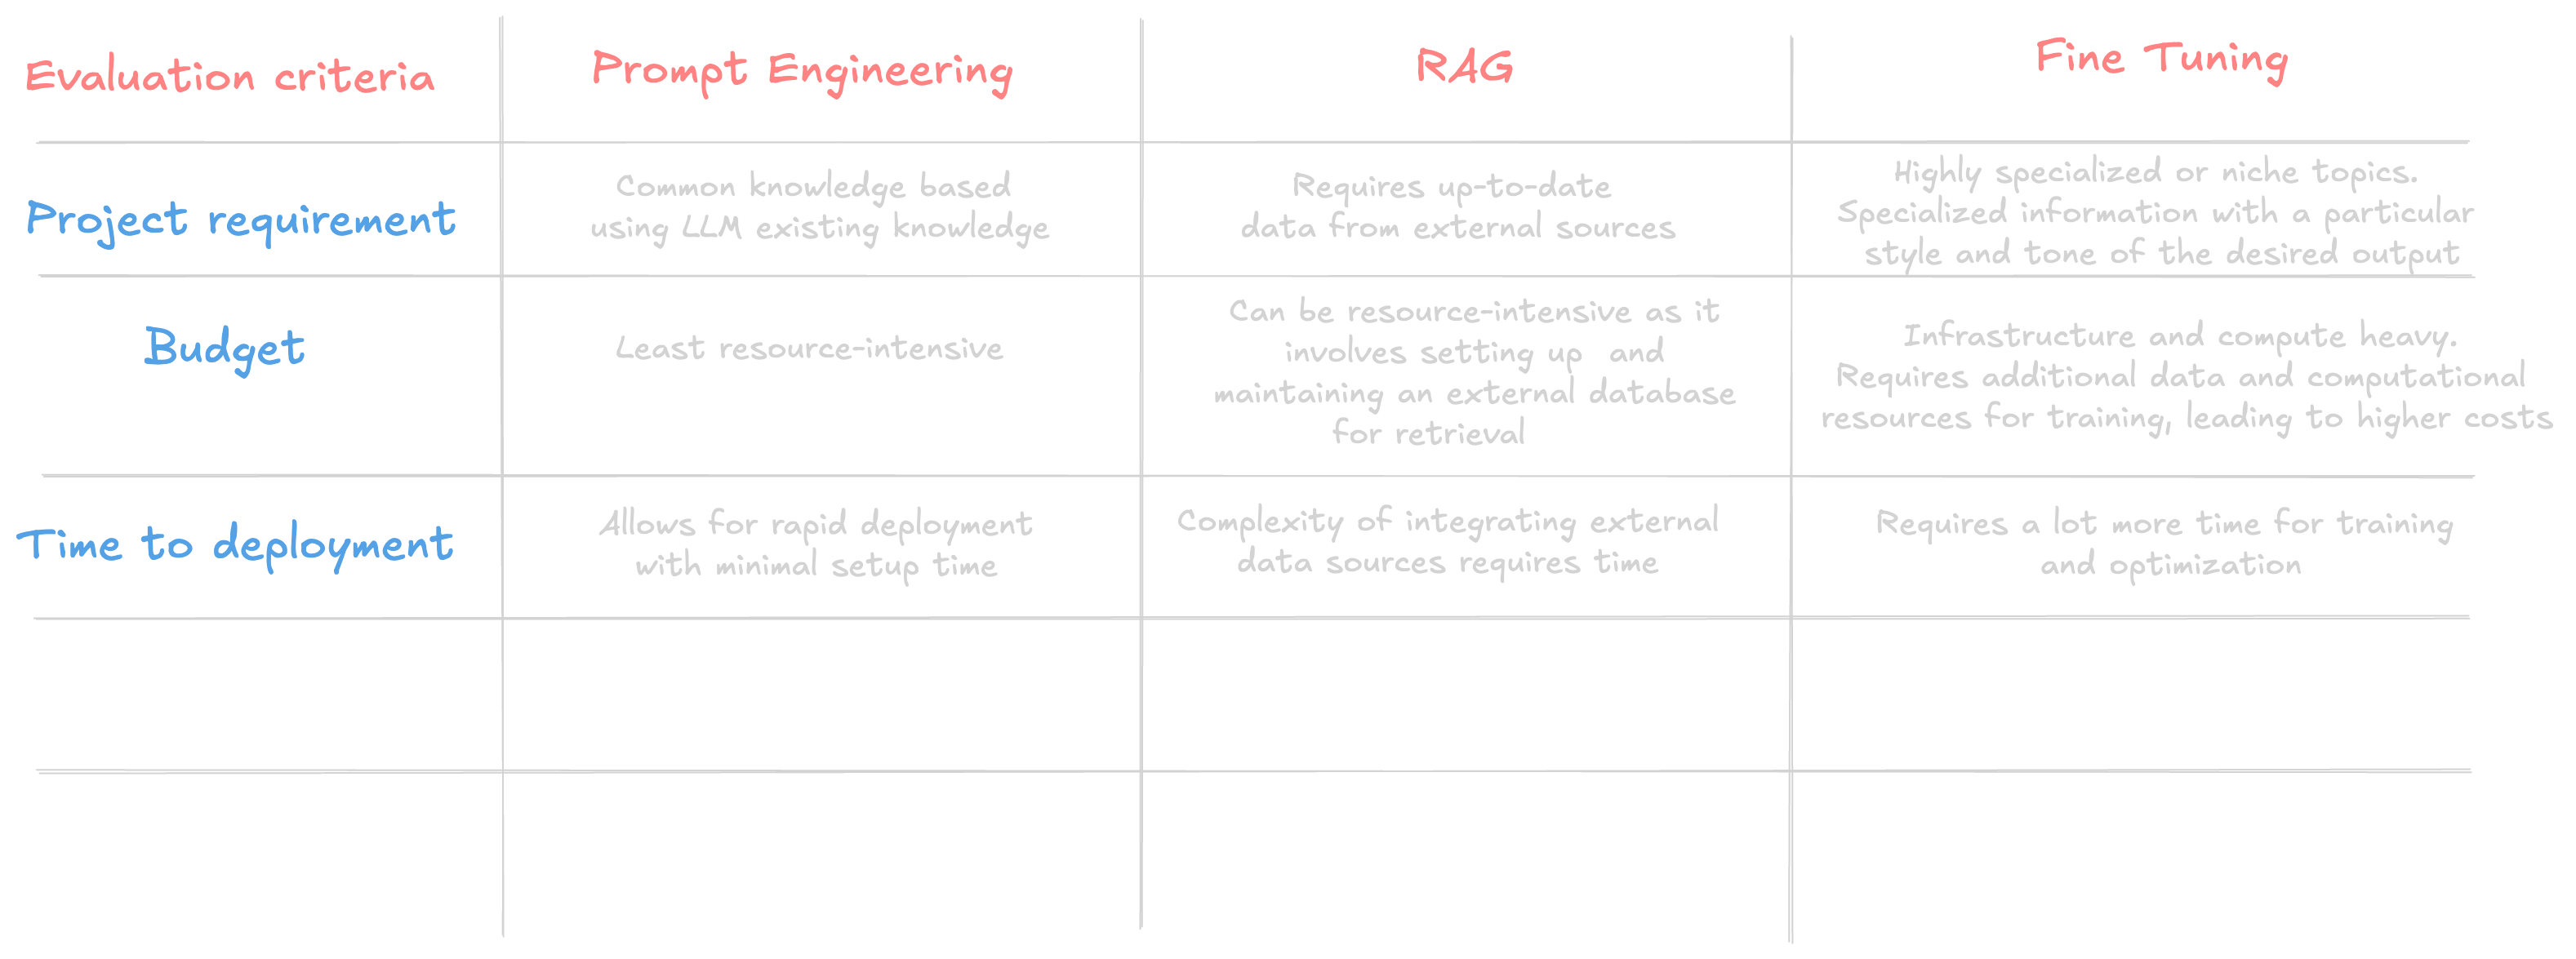 Evaluation criteria
Prompt Engineering
RAG
Fine Tuning
Project requirement
Common knowledge based
using LLM existing knowledge
Requires up-to-date
data from external sources
Highly specialized or niche topics.
Specialized information with a particular
style and tone of the desired output
Budget
Least resource-intensive
Can be resource-intensive as it
involves setting up and
maintaining an external database
for retrieval
Infrastructure and compute heavy.
Requires additional data and computational
resources for training, leading to higher costs
Time to deployment
Allows for rapid deployment
with minimal setup time
Complexity of integrating external
data sources requires time
Requires a lot more time for training
and optimization